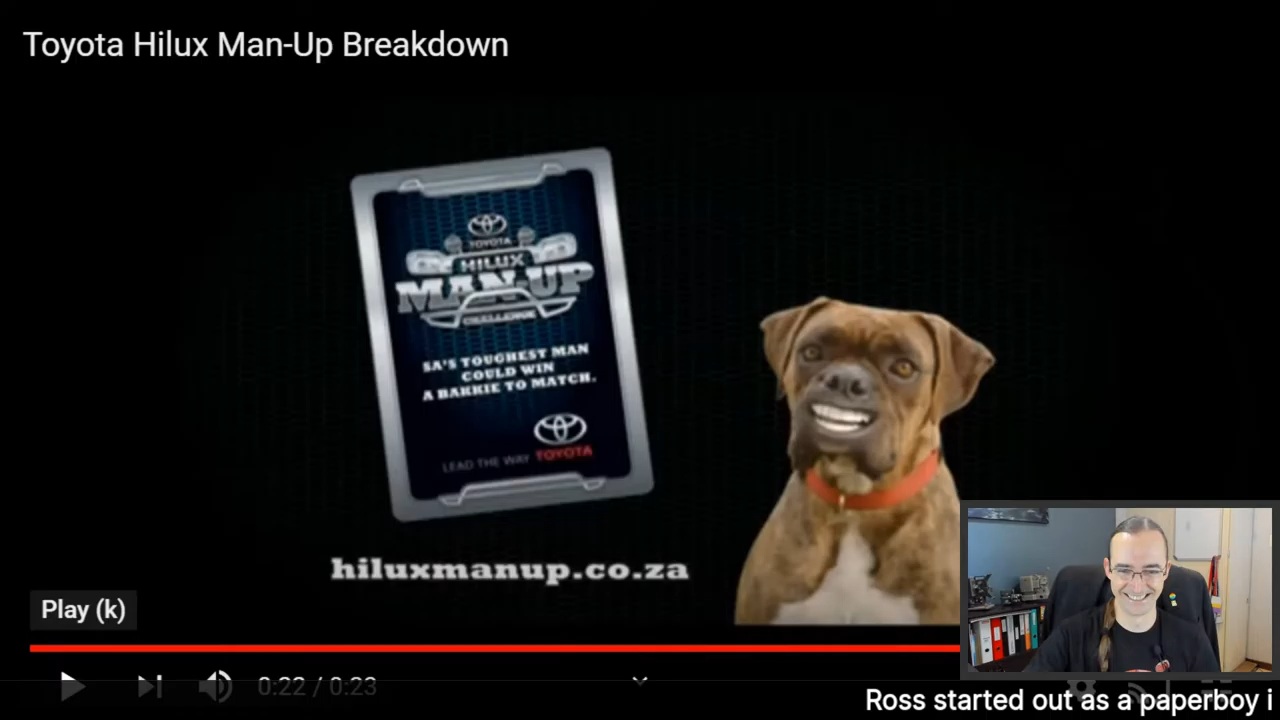 Toyota Hilux Man-Up Breakdown
TOYOTA
HILUX
MAN-UP
CHALLENGE
SA'S TOUGHEST MAN
COULD WIN
A BAKKIE TO MATCH.
LEAD THE WAY TOYOTA
hiluxmanup.co.za
Play (k)
0:22 / 0:23
Ross started out as a paperboy i